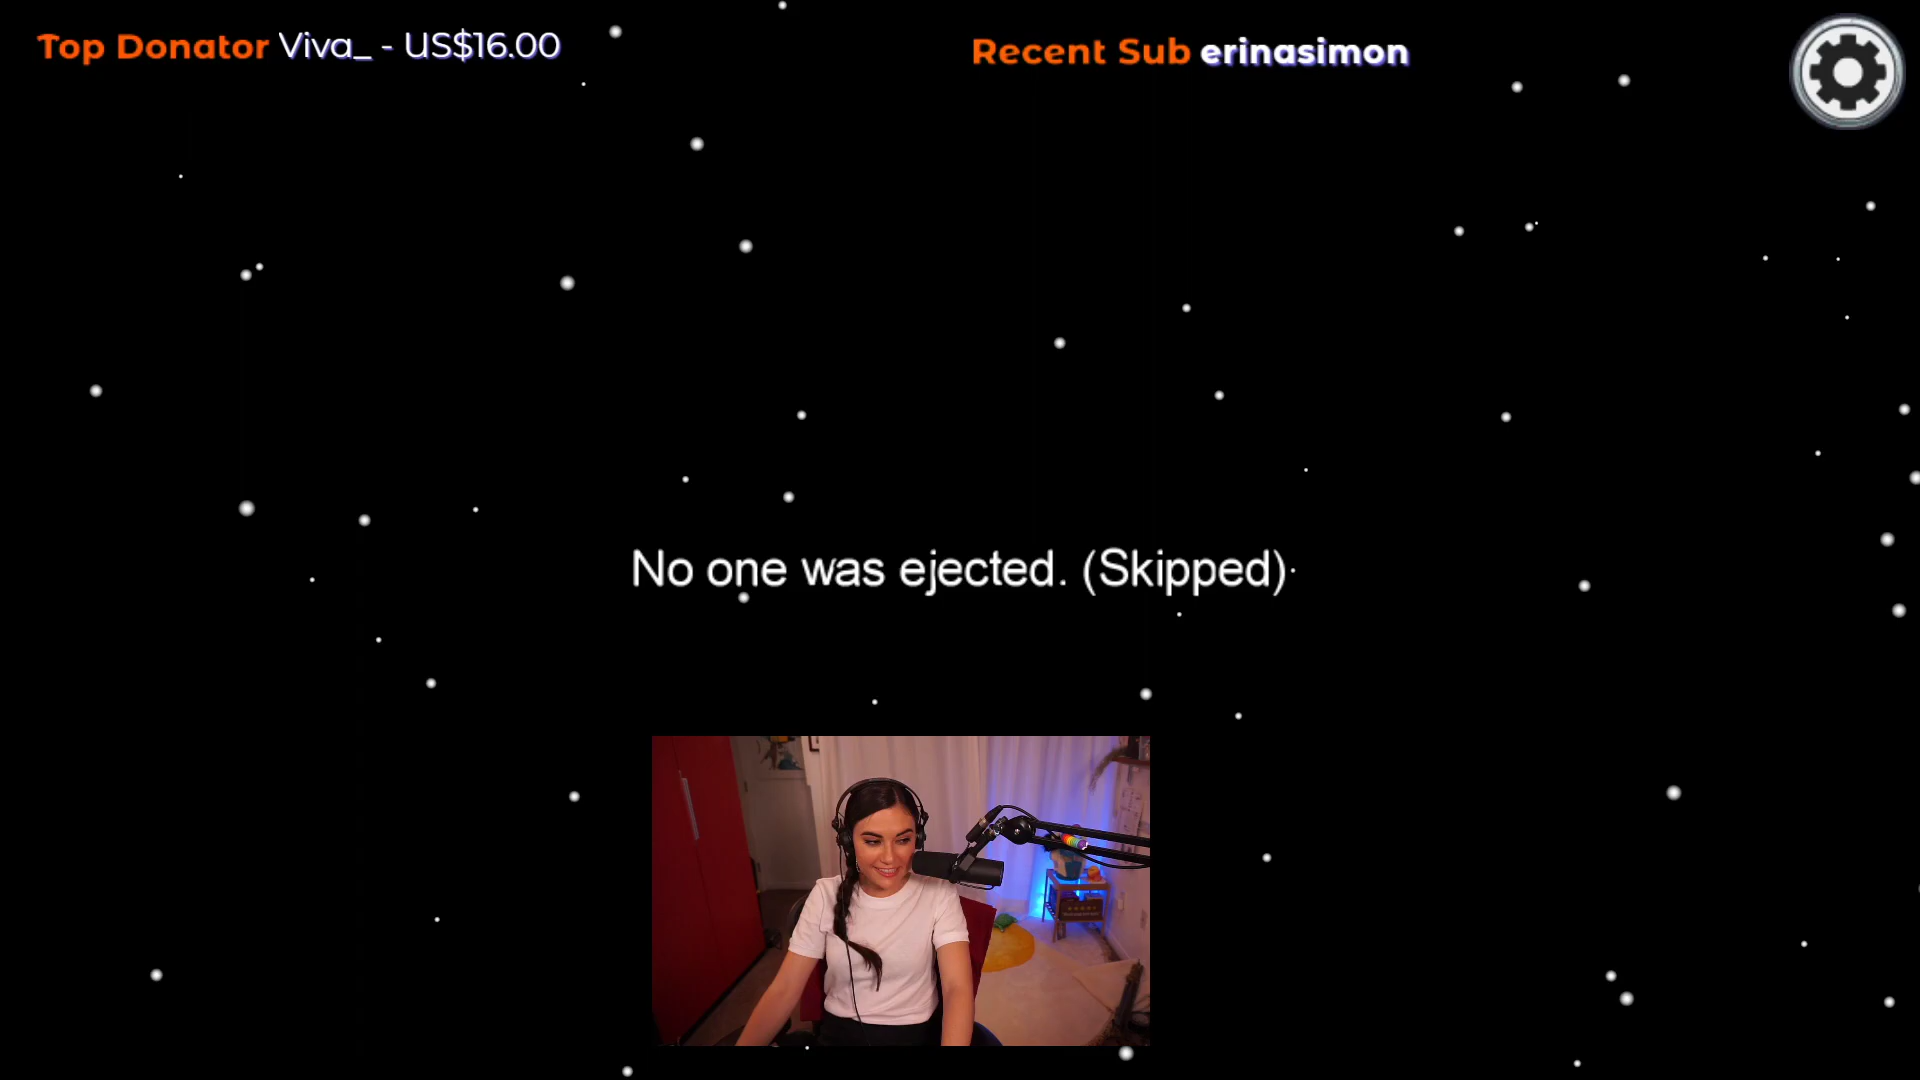 Top Donator Viva_ - US$16.00
Recent Sub erinasimon
No one was ejected. (Skipped)